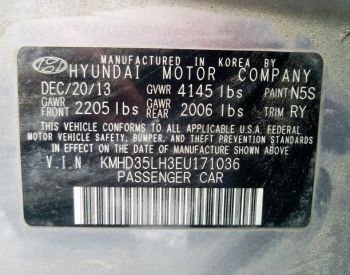 MANUFACTURED IN KOREA BY
HYUNDAI MOTOR COMPANY
DEC/20/13 GVWR 4145 lbs PAINT N5S
GAWR FRONT 2205 lbs GAWR REAR 2006 lbs TRIM RY
THIS VEHICLE CONFORMS TO ALL APPLICABLE FEDERAL
MOTOR VEHICLE SAFETY, BUMPER, AND THEFT PREVENTION STANDARDS
IN EFFECT ON THE DATE OF MANUFACTURE SHOWN ABOVE.
V.I.N. KMHD35LH3EU171036
PASSENGER CAR